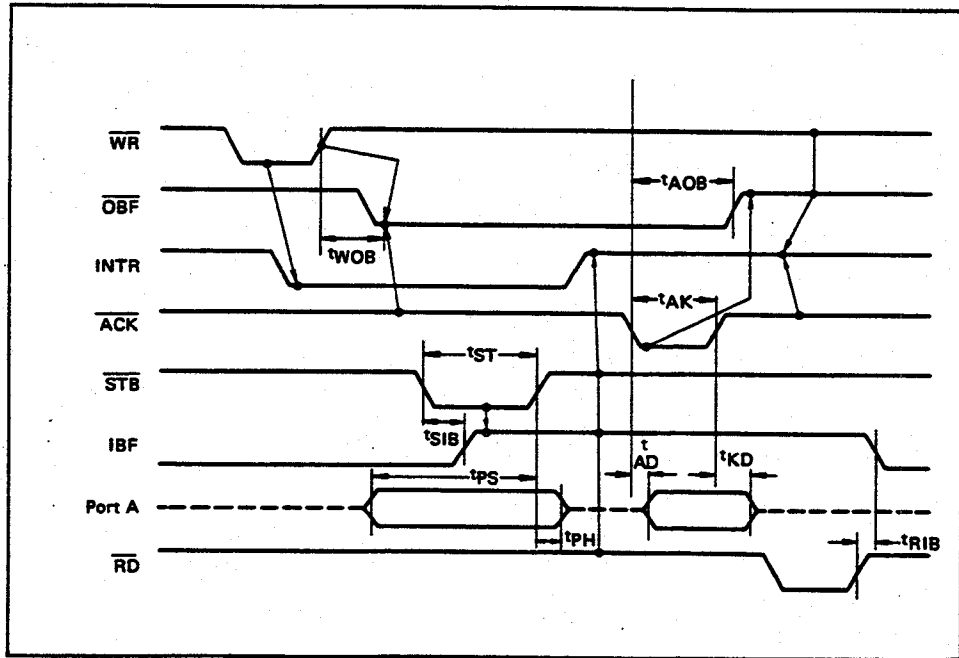 WR
tAOB
OBF
tWOB
INTR
tAK
ACK
tST
STB
tSIB
IBF
tAD
tKD
tPS
Port A
tPH
tRIB
RD